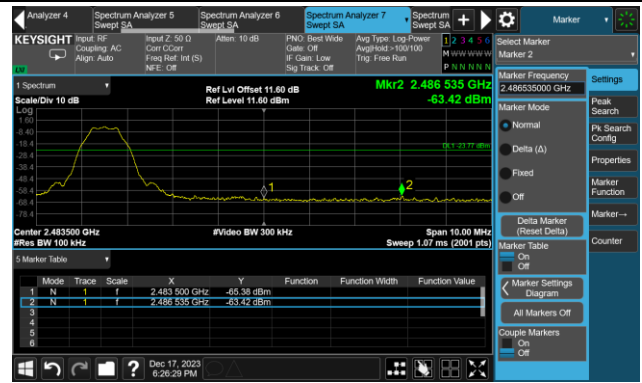 Analyzer 4
Spectrum Analyzer 5
Swept SA
Spectrum Analyzer 6
Swept SA
Spectrum Analyzer 7
Swept SA
Spectrum
Swept SA
Marker
KEYSIGHT
Input: RF
Coupling: AC
Align: Auto
Input Z: 50 Ω
Corr CCorr
Freq Ref: Int (S)
NFE: Off
Atten: 10 dB
PNO: Best Wide
Gate: Off
IF Gain: Low
Sig Track: Off
Avg Type: Log-Power
Avg|Hold:>100/100
Trig: Free Run
1 2 3 4 5 6
M W W W W W
P N N N N N
Select Marker
Marker 2
1 Spectrum
Scale/Div 10 dB
Ref Lvl Offset 11.60 dB
Ref Level 11.60 dBm
Mkr2 2.486 535 GHz
-63.42 dBm
Log
1.60
-8.40
-18.4
-28.4
-38.4
-48.4
-58.4
-68.4
-78.4
DL1 -23.77 dBm
1
2
Center 2.483500 GHz
#Res BW 100 kHz
#Video BW 300 kHz
Span 10.00 MHz
Sweep 1.07 ms (2001 pts)
5 Marker Table
Mode Trace Scale X Y Function Function Width Function Value
1 N 1 f 2.483 500 GHz -65.38 dBm
2 N 1 f 2.486 535 GHz -63.42 dBm
3
4
5
6
Marker Frequency
2.486535000 GHz
Marker Mode
Normal
Delta (Δ)
Fixed
Off
Delta Marker
(Reset Delta)
Marker Table
On
Off
Marker Settings
Diagram
All Markers Off
Couple Markers
On
Off
Settings
Peak
Search
Pk Search
Config
Properties
Marker
Function
Marker→
Counter
Dec 17, 2023
6:26:29 PM